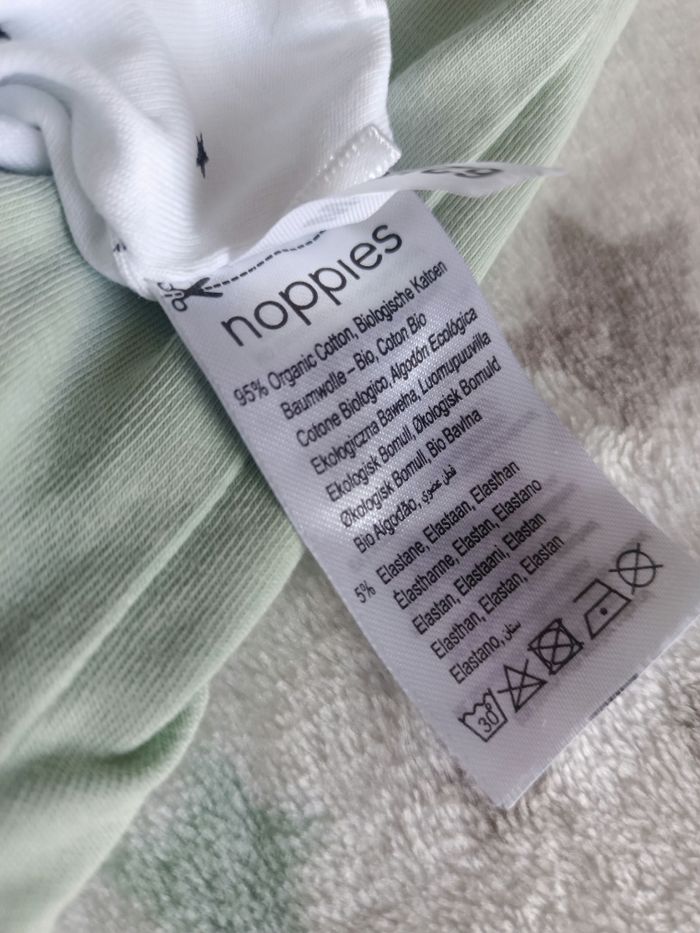 noppies
95% Organic Cotton, Biologische Katoen
Baumwolle – Bio, Coton Bio
Cotone Biologico, Algodón Ecológica
Ekologiczna Bawełna, Luomupuuvilla
Ekologisk Bomull, Økologisk Bomuld
Økologisk Bomull, Bio Bavlna
Bio Algodão, قطن عضوي
5% Elastane, Elastaan, Elasthan
Élasthanne, Elastan, Elastano
Elastan, Elastaani, Elastan
Elasthan, Elastan, Elastan
Elastano,
30°